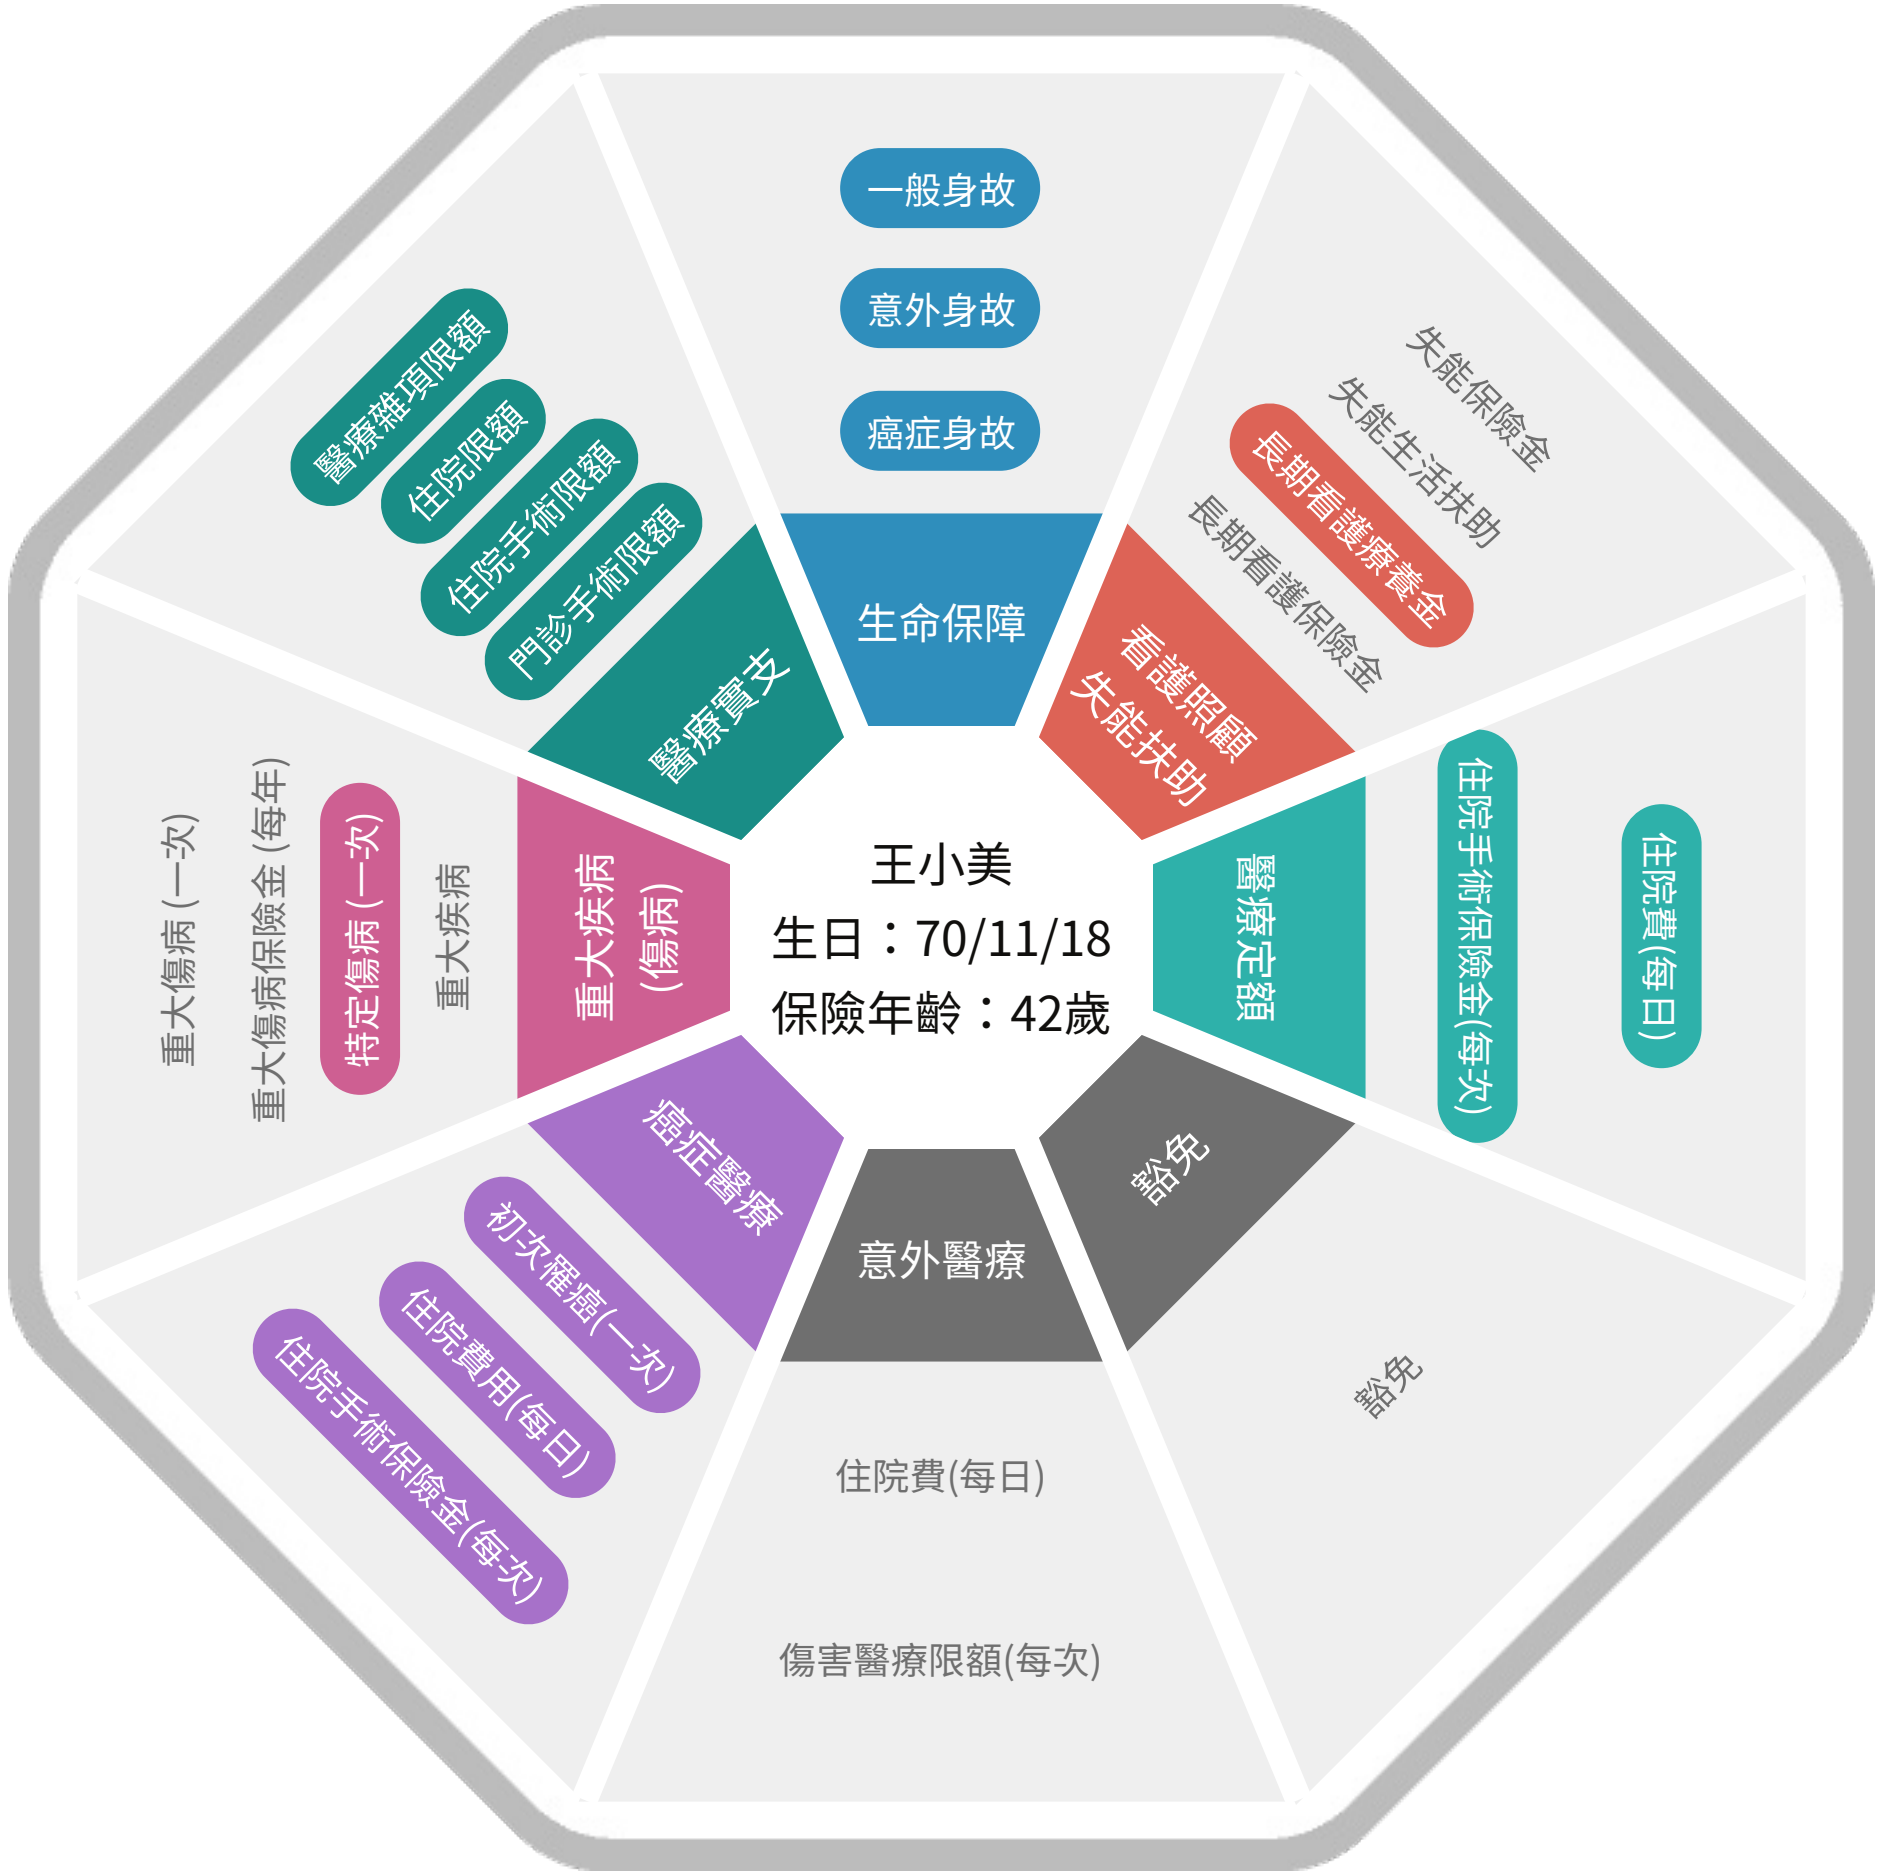 一般身故
意外身故
癌症身故
生命保障
失能保險金
失能生活扶助
長期看護療養金
長期看護保險金
看護照顧
失能扶助
住院費(每日)
住院手術保險金(每次)
醫療定額
豁免
豁免
意外醫療
住院費(每日)
傷害醫療限額(每次)
癌症醫療
初次罹癌(一次)
住院費用(每日)
住院手術保險金(每次)
重大傷病 (一次)
重大傷病保險金 (每年)
特定傷病 (一次)
重大疾病
重大疾病
(傷病)
醫療雜項限額
住院限額
住院手術限額
門診手術限額
醫療實支
王小美
生日：70/11/18
保險年齡：42歲